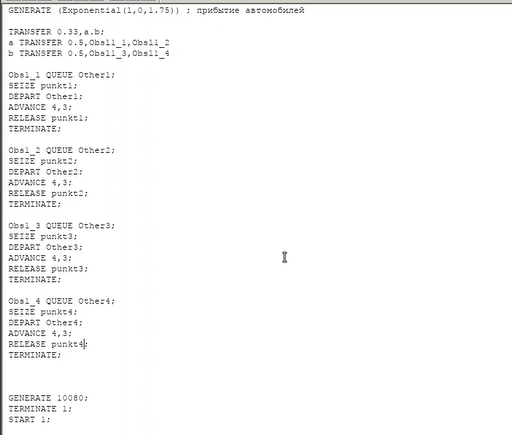 GENERATE (Exponential(1,0,1.75)) ; прибытие автомобилей
TRANSFER 0.33,a.b;
a TRANSFER 0.5,Obsl1_1,Obsl1_2
b TRANSFER 0.5,Obsl1_3,Obsl1_4
Obsl_1 QUEUE Other1;
SEIZE punkt1;
DEPART Other1;
ADVANCE 4,3;
RELEASE punkt1;
TERMINATE;
Obsl_2 QUEUE Other2;
SEIZE punkt2;
DEPART Other2;
ADVANCE 4,3;
RELEASE punkt2;
TERMINATE;
Obsl_3 QUEUE Other3;
SEIZE punkt3;
DEPART Other3;
ADVANCE 4,3;
RELEASE punkt3;
TERMINATE;
Obsl_4 QUEUE Other4;
SEIZE punkt4;
DEPART Other4;
ADVANCE 4,3;
RELEASE punkt4;
TERMINATE;
GENERATE 10080;
TERMINATE 1;
START 1;